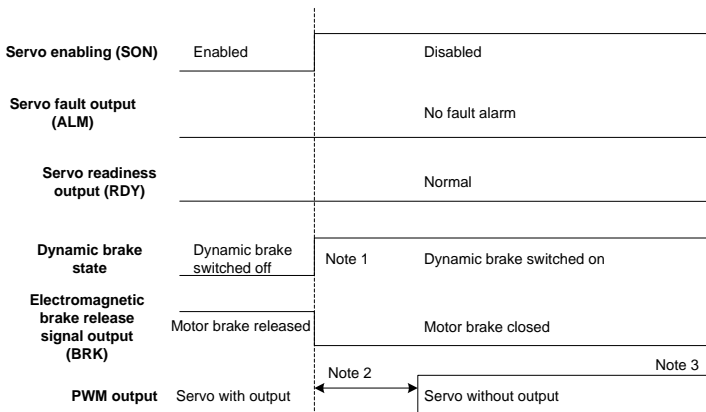 Servo enabling (SON) Enabled Disabled
Servo fault output
(ALM) No fault alarm
Servo readiness
output (RDY) Normal
Dynamic brake
state Dynamic brake
switched off Note 1 Dynamic brake switched on
Electromagnetic
brake release
signal output
(BRK) Motor brake released Motor brake closed
Note 2 Note 3
PWM output Servo with output Servo without output